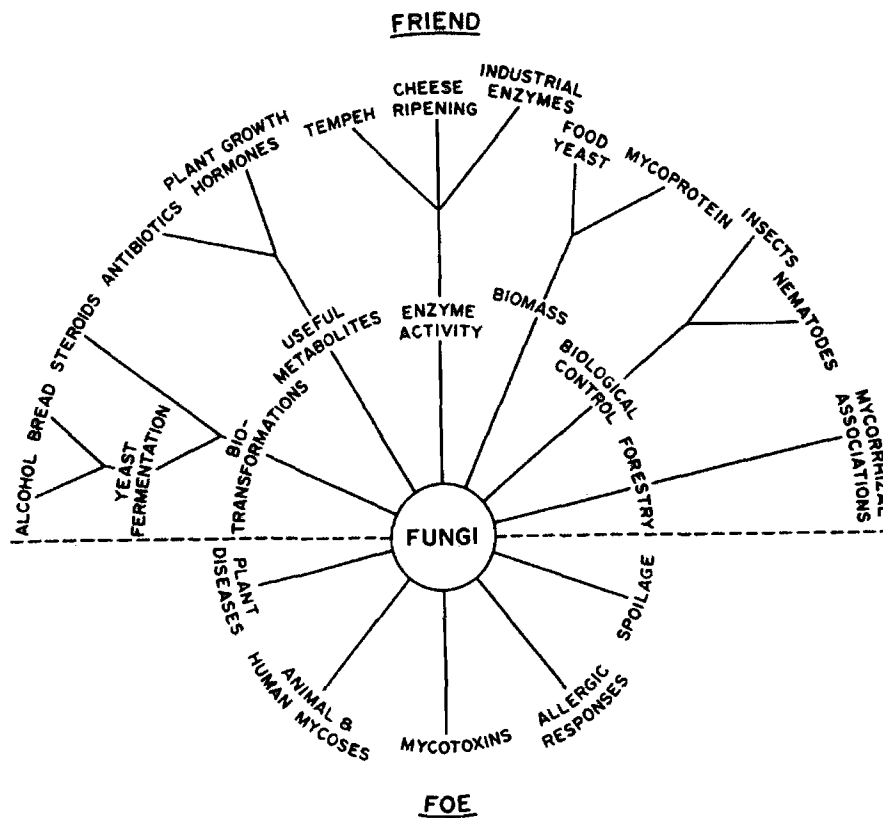 FRIEND
ALCOHOL
BREAD
STEROIDS
ANTIBIOTICS
PLANT GROWTH
HORMONES
TEMPEH
CHEESE
RIPENING
INDUSTRIAL
ENZYMES
FOOD
YEAST
MYCOPROTEIN
INSECTS
NEMATODES
MYCORRHIZAL
ASSOCIATIONS
YEAST
FERMENTATION
BIO-
TRANSFORMATIONS
USEFUL
METABOLITES
ENZYME
ACTIVITY
BIOMASS
BIOLOGICAL
CONTROL
FORESTRY
FUNGI
PLANT
DISEASES
ANIMAL &
HUMAN MYCOSES
MYCOTOXINS
ALLERGIC
RESPONSES
SPOILAGE
FOE